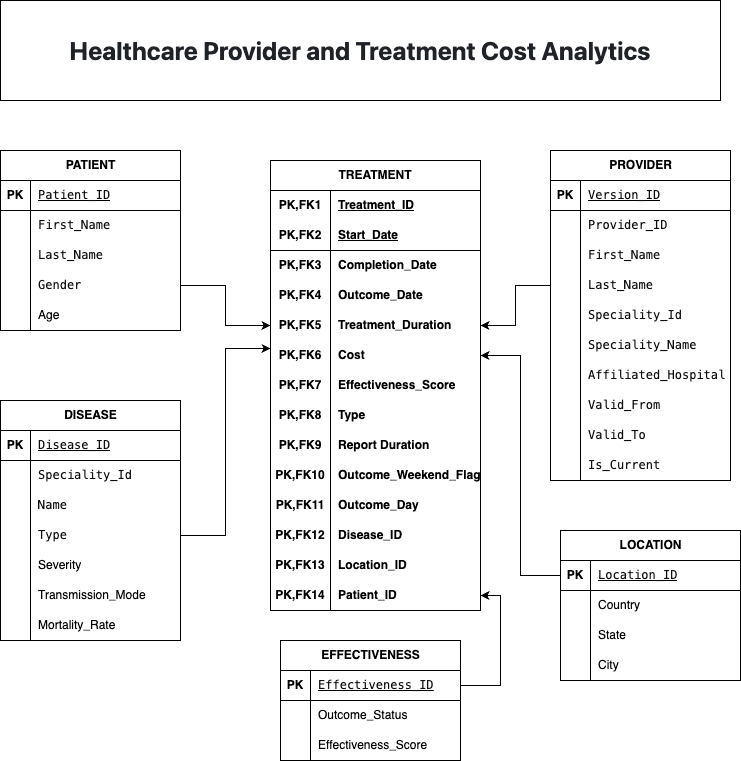 Healthcare Provider and Treatment Cost Analytics
PATIENT
PK Patient_ID
First_Name
Last_Name
Gender
Age
DISEASE
PK Disease_ID
Speciality_Id
Name
Type
Severity
Transmission_Mode
Mortality_Rate
TREATMENT
PK,FK1 Treatment_ID
PK,FK2 Start_Date
PK,FK3 Completion_Date
PK,FK4 Outcome_Date
PK,FK5 Treatment_Duration
PK,FK6 Cost
PK,FK7 Effectiveness_Score
PK,FK8 Type
PK,FK9 Report Duration
PK,FK10 Outcome_Weekend_Flag
PK,FK11 Outcome_Day
PK,FK12 Disease_ID
PK,FK13 Location_ID
PK,FK14 Patient_ID
EFFECTIVENESS
PK Effectiveness_ID
Outcome_Status
Effectiveness_Score
PROVIDER
PK Version_ID
Provider_ID
First_Name
Last_Name
Speciality_Id
Speciality_Name
Affiliated_Hospital
Valid_From
Valid_To
Is_Current
LOCATION
PK Location_ID
Country
State
City